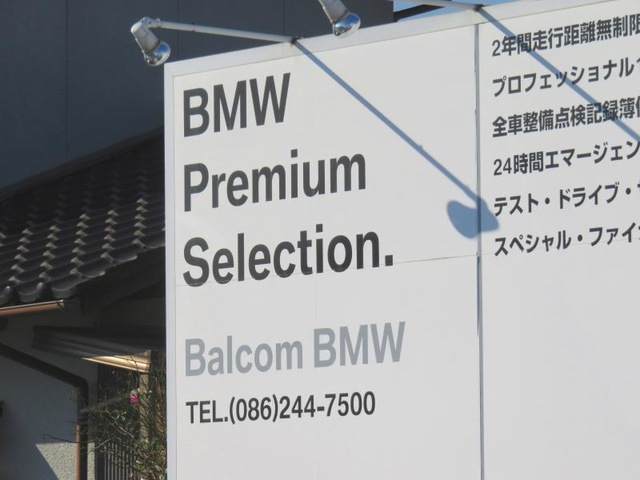 BMW
Premium
Selection.
Balcom BMW
TEL.(086)244-7500
2年間走行距離無制限
プロフェッショナル
全車整備点検記録簿
24時間エマージェン
テスト・ドライブ・
スペシャル・ファイ